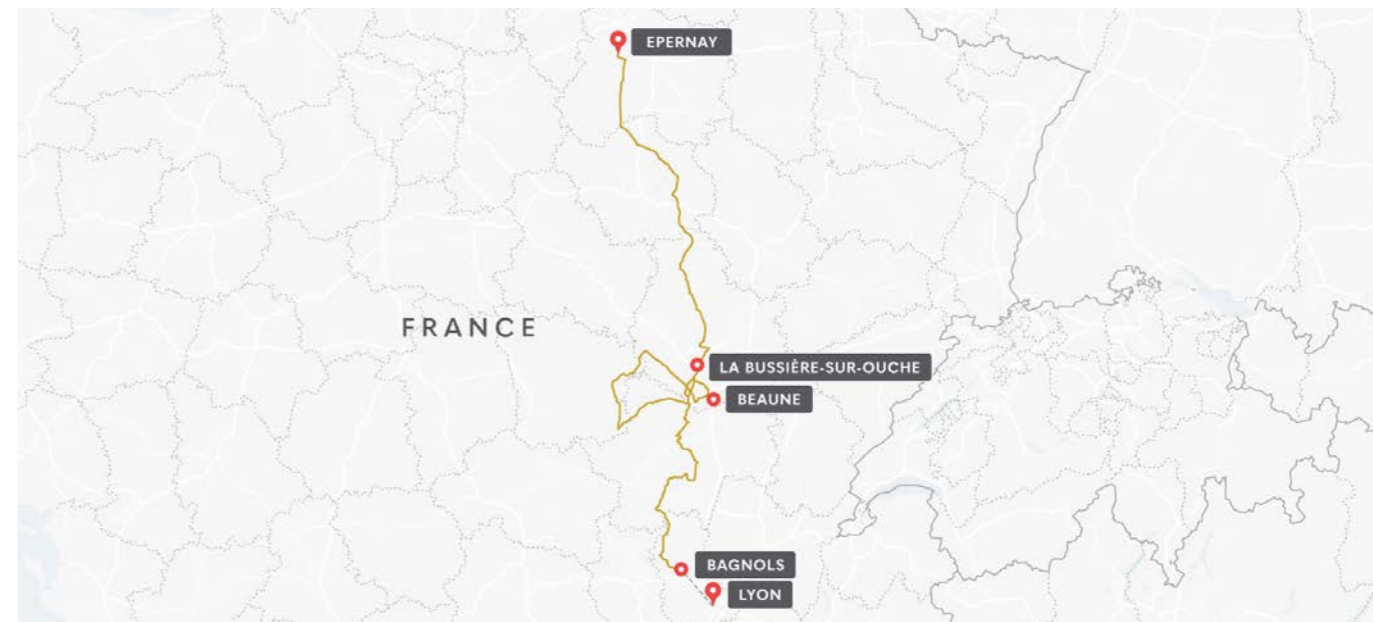 EPERNAY
FRANCE
LA BUSSIÈRE-SUR-OUCHE
BEAUNE
BAGNOLS
LYON